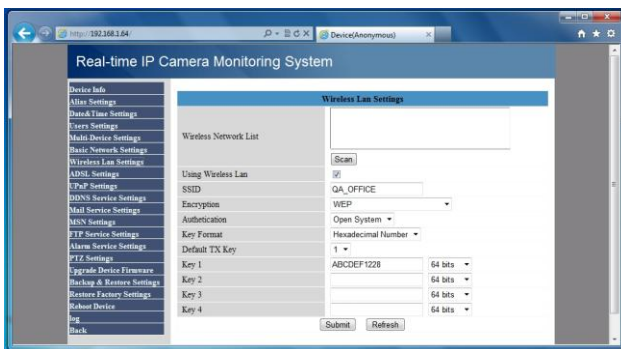 http://192.168.1.64/
Device(Anonymous)
Real-time IP Camera Monitoring System
Device Info
Alias Settings
Date&Time Settings
Users Settings
Multi-Device Settings
Basic Network Settings
Wireless Lan Settings
ADSL Settings
UPnP Settings
DDNS Service Settings
Mail Service Settings
MSN Settings
FTP Service Settings
Alarm Service Settings
PTZ Settings
Upgrade Device Firmware
Backup & Restore Settings
Restore Factory Settings
Reboot Device
log
Back
Wireless Lan Settings
Wireless Network List
Scan
Using Wireless Lan
SSID QA_OFFICE
Encryption WEP
Authetication Open System
Key Format Hexadecimal Number
Default TX Key 1
Key 1 ABCDEF1228 64 bits
Key 2 64 bits
Key 3 64 bits
Key 4 64 bits
Submit Refresh